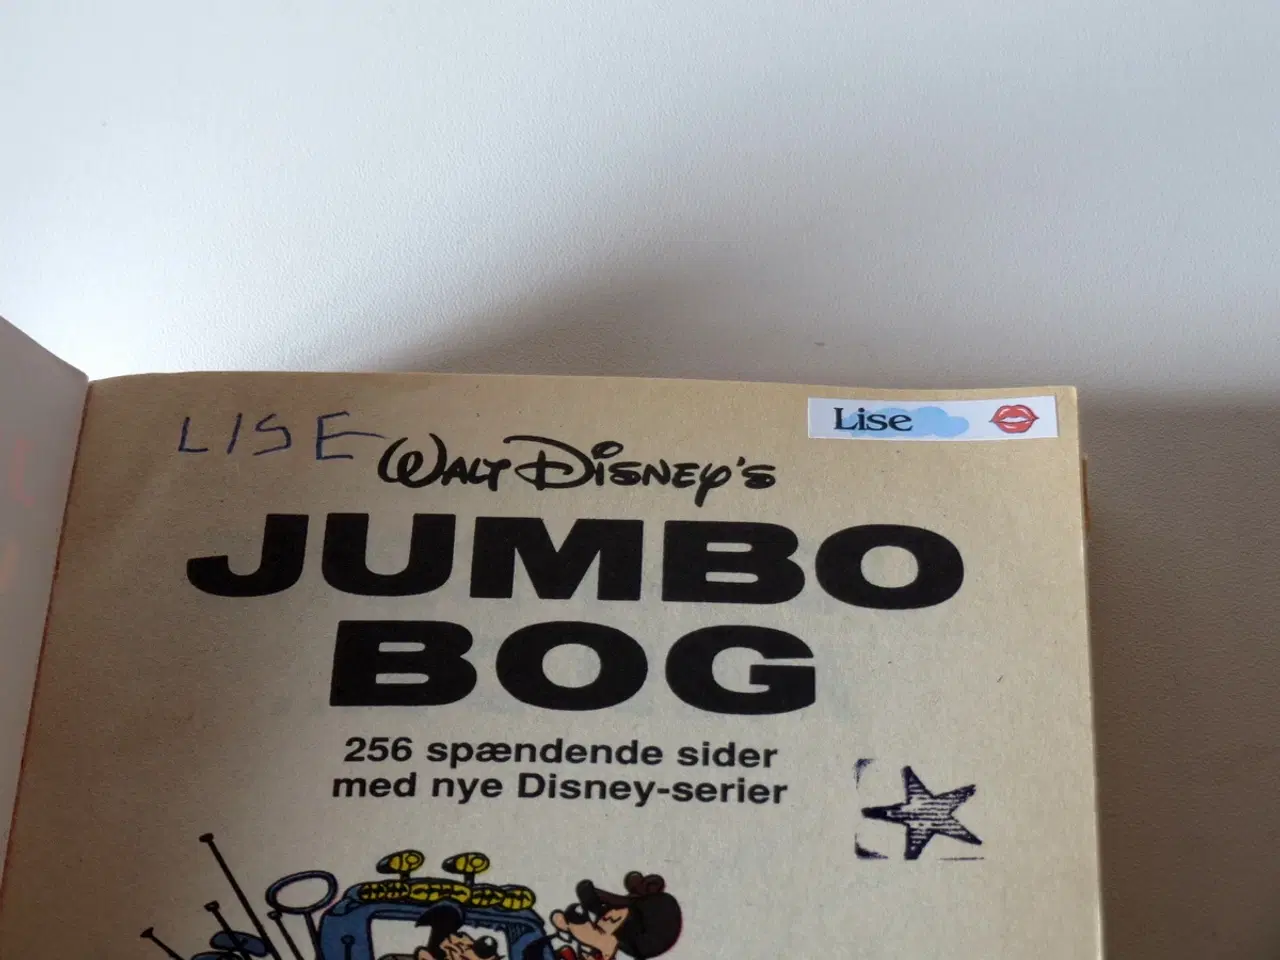 LISE
Lise
WALT DISNEY'S
JUMBO
BOG
256 spændende sider
med nye Disney-serier